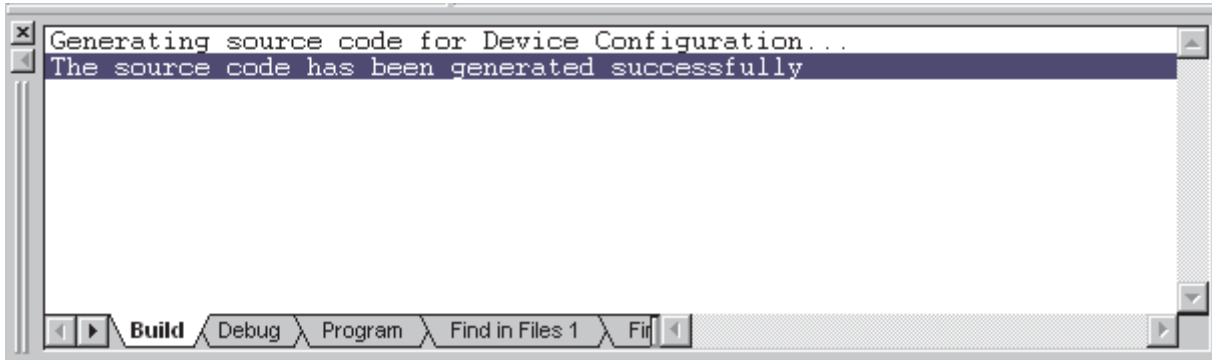 Generating source code for Device Configuration...
The source code has been generated successfully
Build Debug Program Find in Files 1